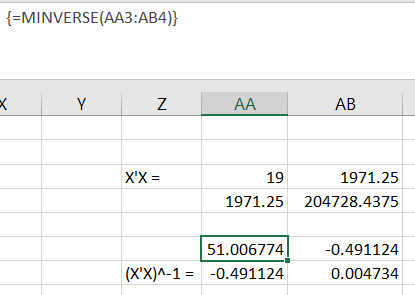 {=MINVERSE(AA3:AB4)}
X Y Z AA AB
X'X = 19 1971.25
1971.25 204728.4375
51.006774 -0.491124
(X'X)^-1 = -0.491124 0.004734